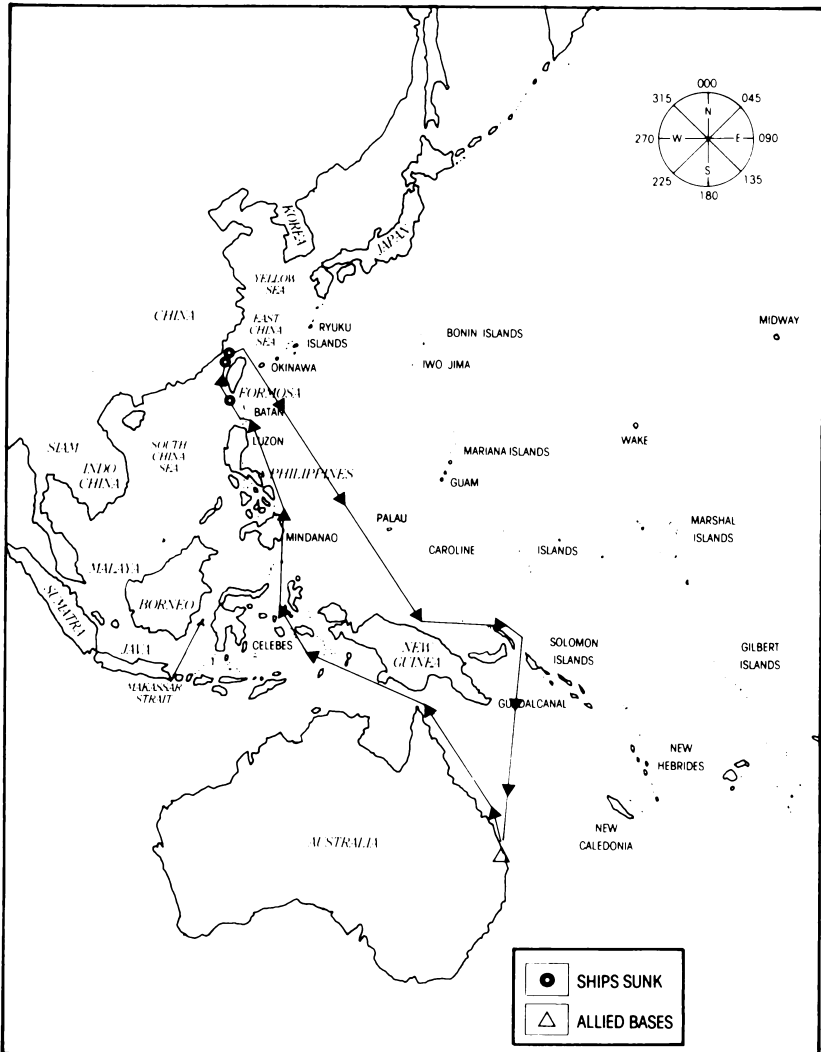 000
315
045
N
270
W
E
090
S
225
135
180
KOREA
JAPAN
YELLOW
SEA
CHINA
EAST
CHINA
SEA
RYUKU
ISLANDS
BONIN ISLANDS
MIDWAY
OKINAWA
IWO JIMA
FORMOSA
BATAN
LUZON
WAKE
SIAM
INDO
CHINA
SOUTH
CHINA
SEA
MARIANA ISLANDS
PHILIPPINES
GUAM
PALAU
MARSHAL
ISLANDS
MINDANAO
CAROLINE
ISLANDS
MALAYA
SUMATRA
BORNEO
CELEBES
NEW
GUINEA
SOLOMON
ISLANDS
GILBERT
ISLANDS
JAVA
MAKASSAR
STRAIT
GUADALCANAL
NEW
HEBRIDES
NEW
CALEDONIA
AUSTRALIA
SHIPS SUNK
ALLIED BASES